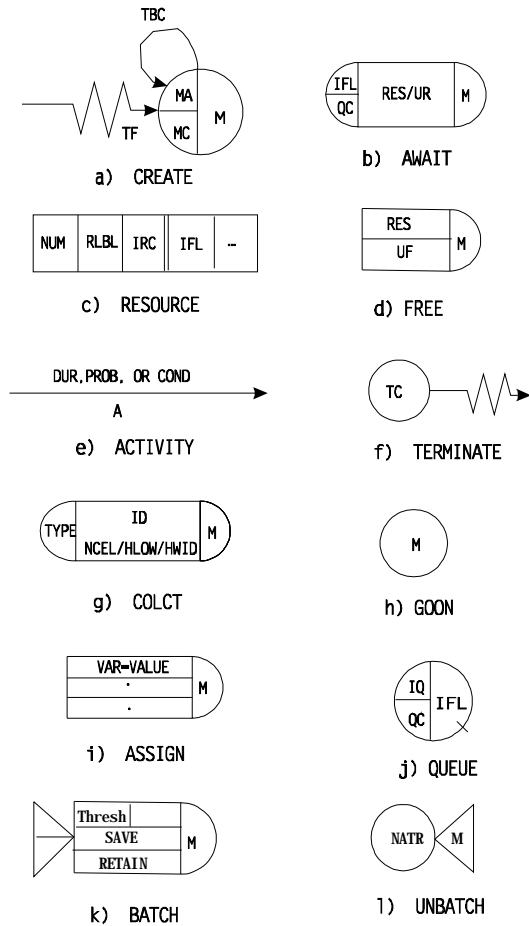 TBC
MA
M
MC
TF
a) CREATE
IFL
QC
RES/UR
M
b) AWAIT
NUM RLBL IRC IFL --
c) RESOURCE
RES
UF
M
d) FREE
DUR,PROB, OR COND
A
e) ACTIVITY
TC
f) TERMINATE
TYPE
ID
NCEL/HLOW/HWID
M
g) COLCT
M
h) GOON
VAR=VALUE
.
.
M
i) ASSIGN
IQ
QC
IFL
j) QUEUE
Thresh
SAVE
RETAIN
M
k) BATCH
NATR
M
l) UNBATCH